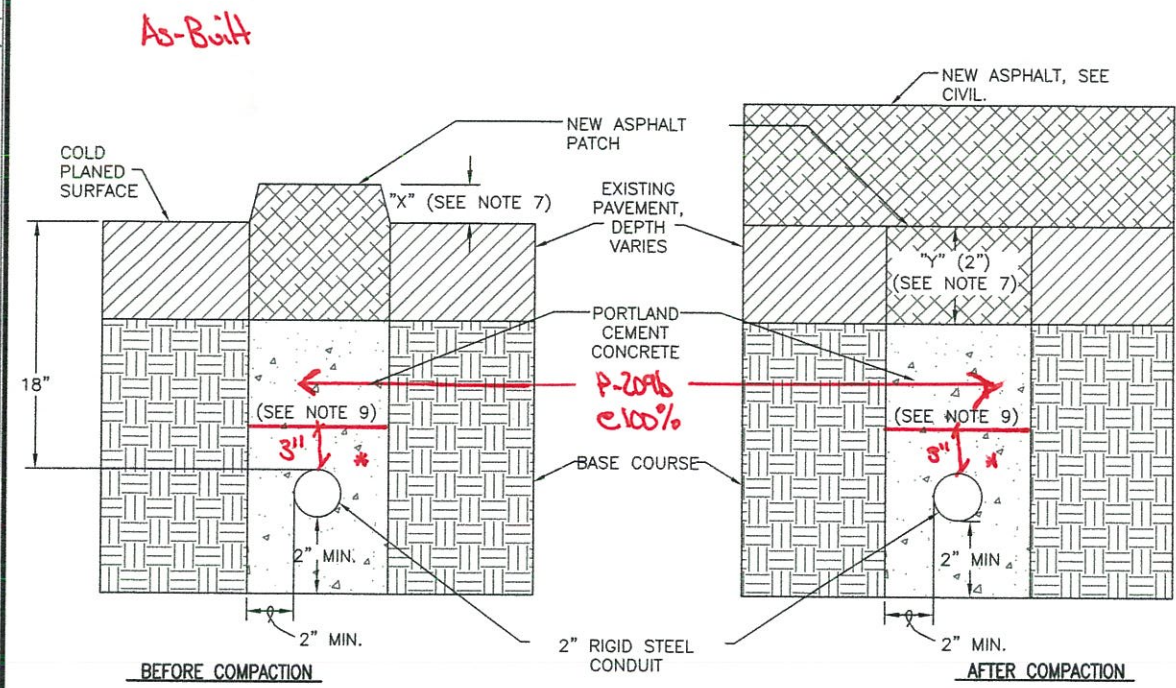 As-Built
NEW ASPHALT, SEE
CIVIL.
NEW ASPHALT
PATCH
COLD
PLANED
SURFACE
"X" (SEE NOTE 7)
EXISTING
PAVEMENT,
DEPTH
VARIES
"Y" (2")
(SEE NOTE 7)
PORTLAND
CEMENT
CONCRETE
18"
P-209b
@100%
(SEE NOTE 9)
(SEE NOTE 9)
3" *
3" *
BASE COURSE
2" MIN.
2" MIN
2" MIN.
2" RIGID STEEL
CONDUIT
2" MIN.
BEFORE COMPACTION
AFTER COMPACTION